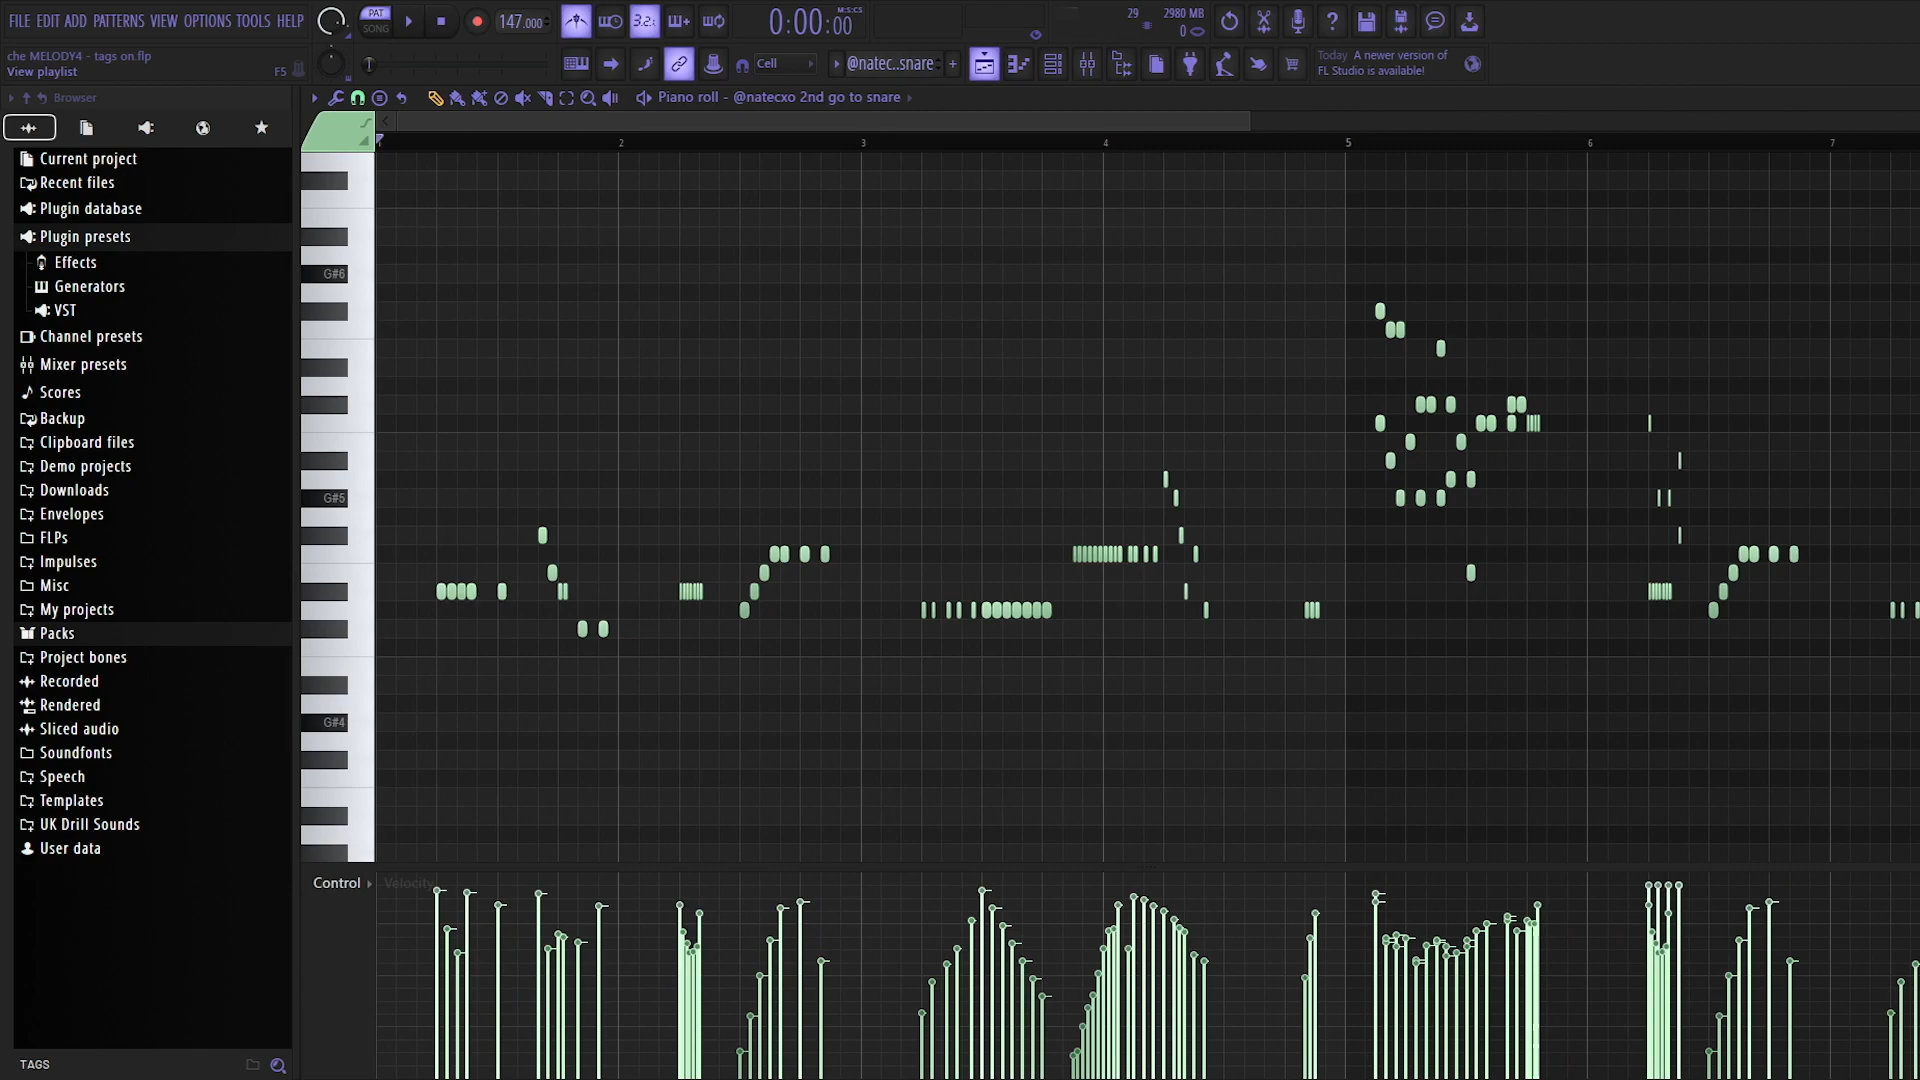 FILE EDIT ADD PATTERNS VIEW OPTIONS TOOLS HELP
PAT
SONG
147.000
3.2.
0:00:00
M:S:CS
29
2980 MB
0
che MELODY4 - tags on.flp
View playlist
F5
Cell
@natec..snare
Today A newer version of
FL Studio is available!
Browser
Piano roll - @natecxo 2nd go to snare
1 2 3 4 5 6 7
Current project
Recent files
Plugin database
Plugin presets
Effects
Generators
VST
Channel presets
Mixer presets
Scores
Backup
Clipboard files
Demo projects
Downloads
Envelopes
FLPs
Impulses
Misc
My projects
Packs
Project bones
Recorded
Rendered
Sliced audio
Soundfonts
Speech
Templates
UK Drill Sounds
User data
TAGS
G#6
G#5
G#4
Control
Velocity